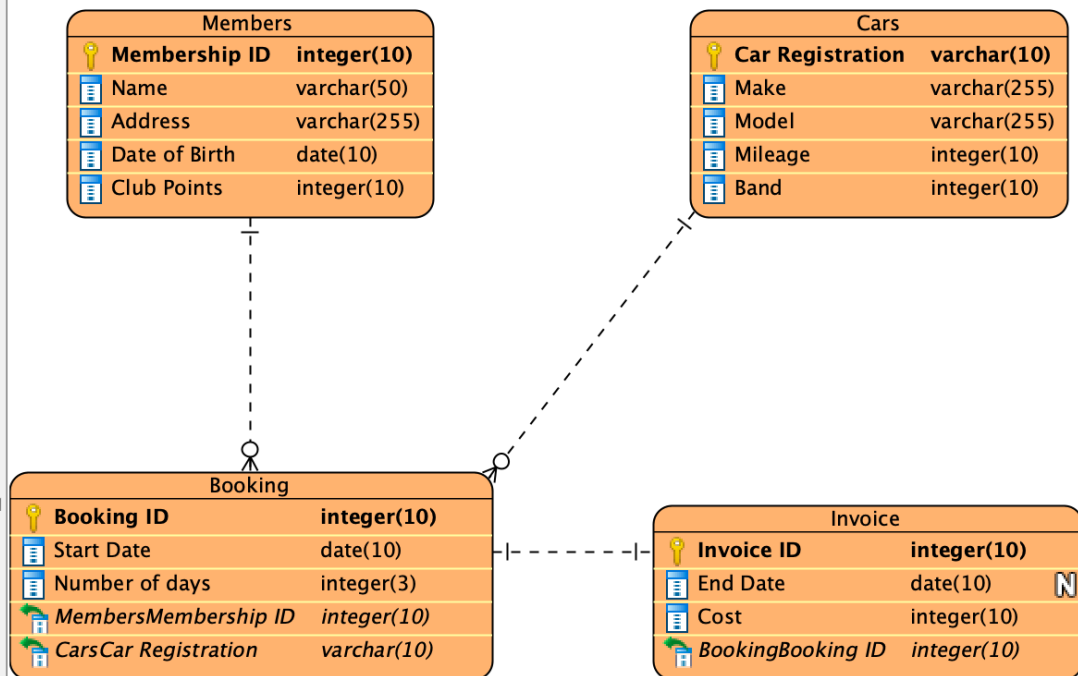 Members
Membership ID integer(10)
Name varchar(50)
Address varchar(255)
Date of Birth date(10)
Club Points integer(10)
Cars
Car Registration varchar(10)
Make varchar(255)
Model varchar(255)
Mileage integer(10)
Band integer(10)
Booking
Booking ID integer(10)
Start Date date(10)
Number of days integer(3)
MembersMembership ID integer(10)
CarsCar Registration varchar(10)
Invoice
Invoice ID integer(10)
End Date date(10) N
Cost integer(10)
BookingBooking ID integer(10)